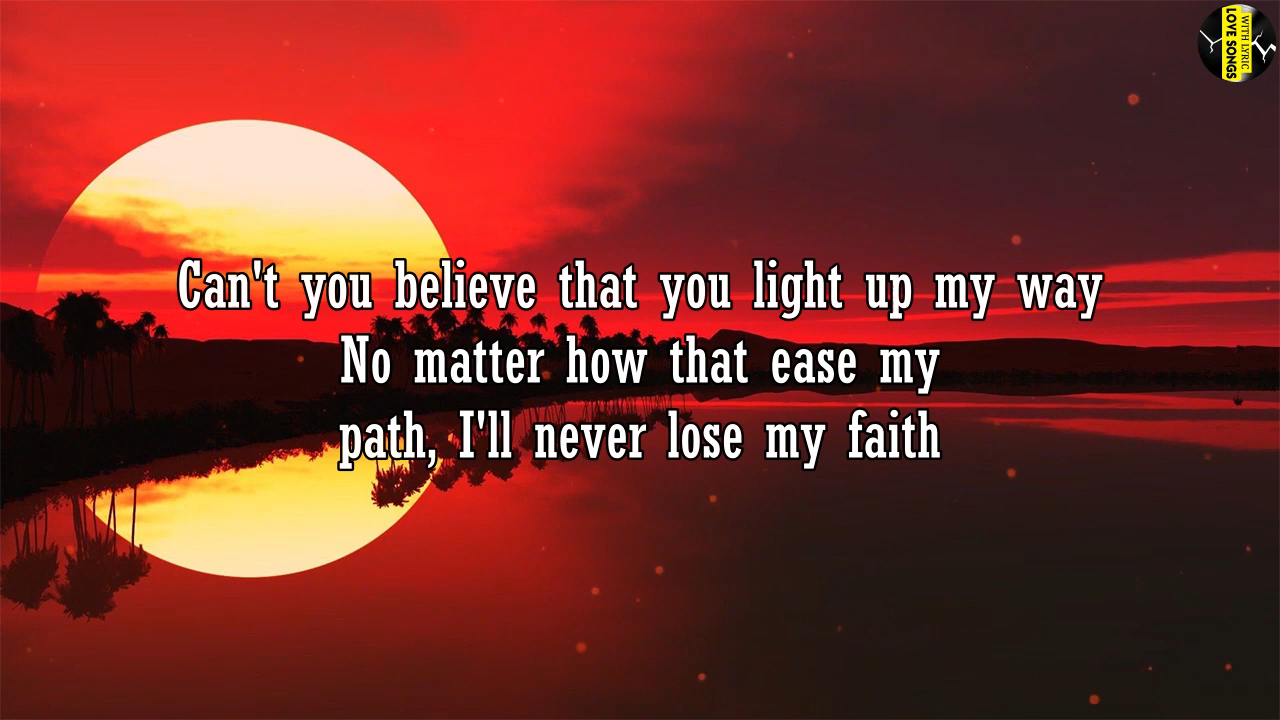 Can't you believe that you light up my way
No matter how that ease my
path, I'll never lose my faith
WITH LYRIC
LOVE SONGS